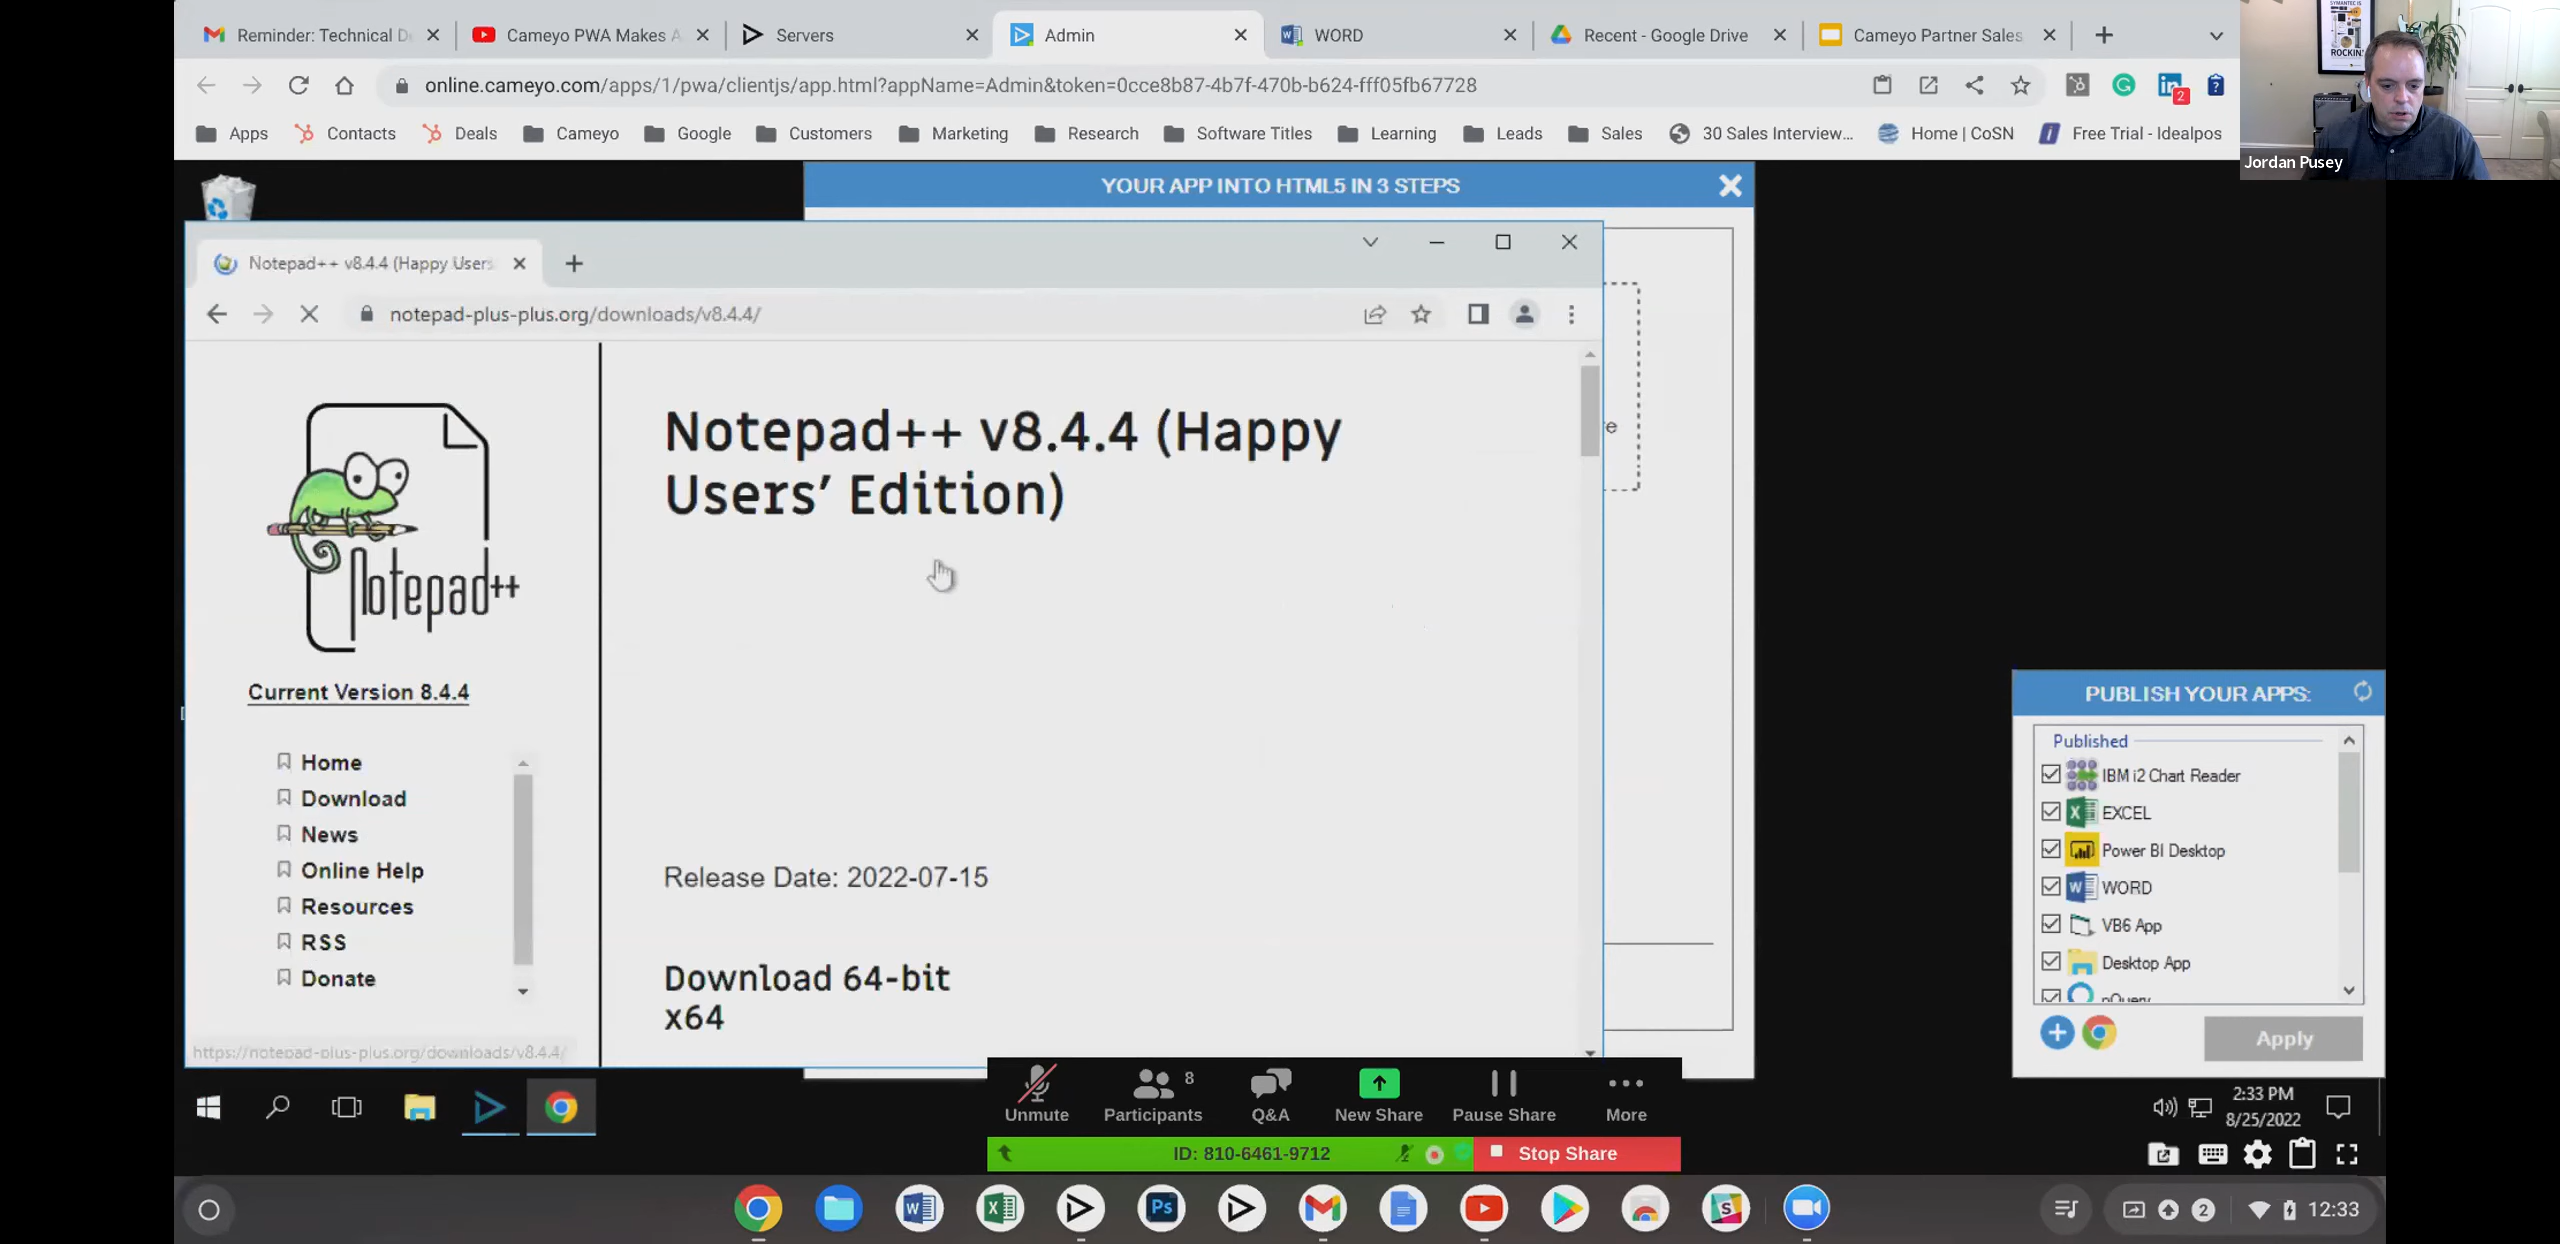 Reminder: Technical D
Cameyo PWA Makes A
Servers
Admin
WORD
Recent - Google Drive
Cameyo Partner Sales
online.cameyo.com/apps/1/pwa/clientjs/app.html?appName=Admin&token=0cce8b87-4b7f-470b-b624-fff05fb67728
2
Apps
Contacts
Deals
Cameyo
Google
Customers
Marketing
Research
Software Titles
Learning
Leads
Sales
30 Sales Interview...
Home | CoSN
Free Trial - Idealpos
SYMANTEC IS
ROCKIN'
Jordan Pusey
YOUR APP INTO HTML5 IN 3 STEPS
Notepad++ v8.4.4 (Happy Users
notepad-plus-plus.org/downloads/v8.4.4/
e
Notepad++
Current Version 8.4.4
Home
Download
News
Online Help
Resources
RSS
Donate
https://notepad-plus-plus.org/downloads/v8.4.4/
Notepad++ v8.4.4 (Happy
Users' Edition)
Release Date: 2022-07-15
Download 64-bit
x64
PUBLISH YOUR APPS:
Published
IBM i2 Chart Reader
EXCEL
Power BI Desktop
WORD
VB6 App
Desktop App
nQuery
Apply
2:33 PM
8/25/2022
Unmute
Participants
8
Q&A
New Share
Pause Share
More
ID: 810-6461-9712
Stop Share
Ps
2
12:33